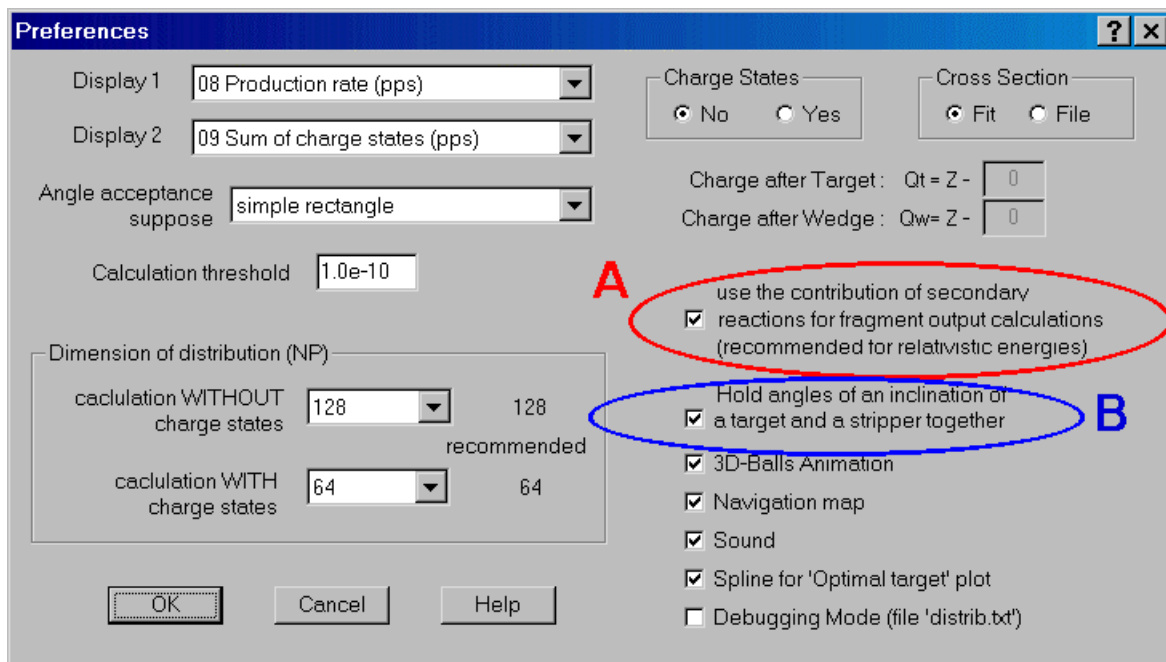 Preferences
Display 1 08 Production rate (pps)
Display 2 09 Sum of charge states (pps)
Angle acceptance
suppose simple rectangle
Calculation threshold 1.0e-10
Dimension of distribution (NP)
caclulation WITHOUT
charge states 128 128
recommended
caclulation WITH
charge states 64 64
OK Cancel Help
Charge States
No Yes
Cross Section
Fit File
Charge after Target : Qt = Z - 0
Charge after Wedge : Qw= Z - 0
A
use the contribution of secondary
reactions for fragment output calculations
(recommended for relativistic energies)
Hold angles of an inclination of
a target and a stripper together
B
3D-Balls Animation
Navigation map
Sound
Spline for 'Optimal target' plot
Debugging Mode (file 'distrib.txt')